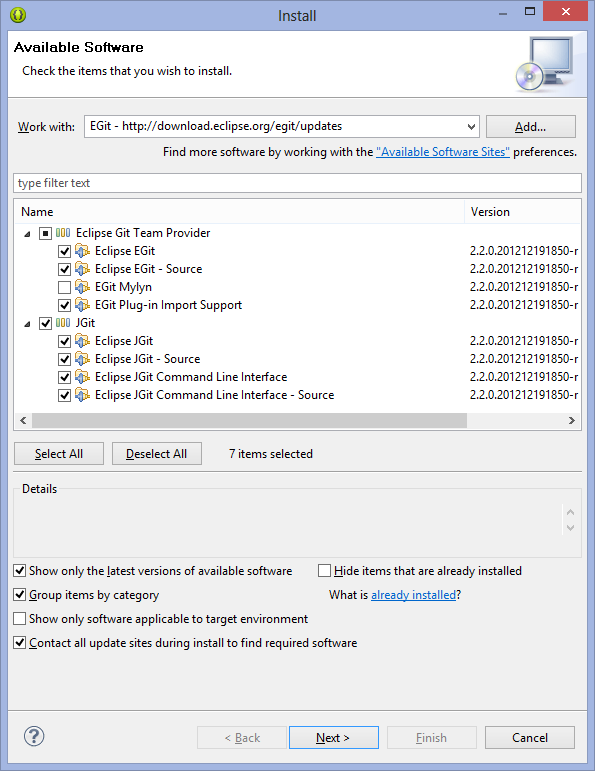 Install
Available Software
Check the items that you wish to install.
Work with: EGit - http://download.eclipse.org/egit/updates Add...
Find more software by working with the "Available Software Sites" preferences.
type filter text
Name Version
Eclipse Git Team Provider
Eclipse EGit 2.2.0.201212191850-r
Eclipse EGit - Source 2.2.0.201212191850-r
EGit Mylyn 2.2.0.201212191850-r
EGit Plug-in Import Support 2.2.0.201212191850-r
JGit
Eclipse JGit 2.2.0.201212191850-r
Eclipse JGit - Source 2.2.0.201212191850-r
Eclipse JGit Command Line Interface 2.2.0.201212191850-r
Eclipse JGit Command Line Interface - Source 2.2.0.201212191850-r
Select All Deselect All 7 items selected
Details
Show only the latest versions of available software Hide items that are already installed
Group items by category What is already installed?
Show only software applicable to target environment
Contact all update sites during install to find required software
? < Back Next > Finish Cancel